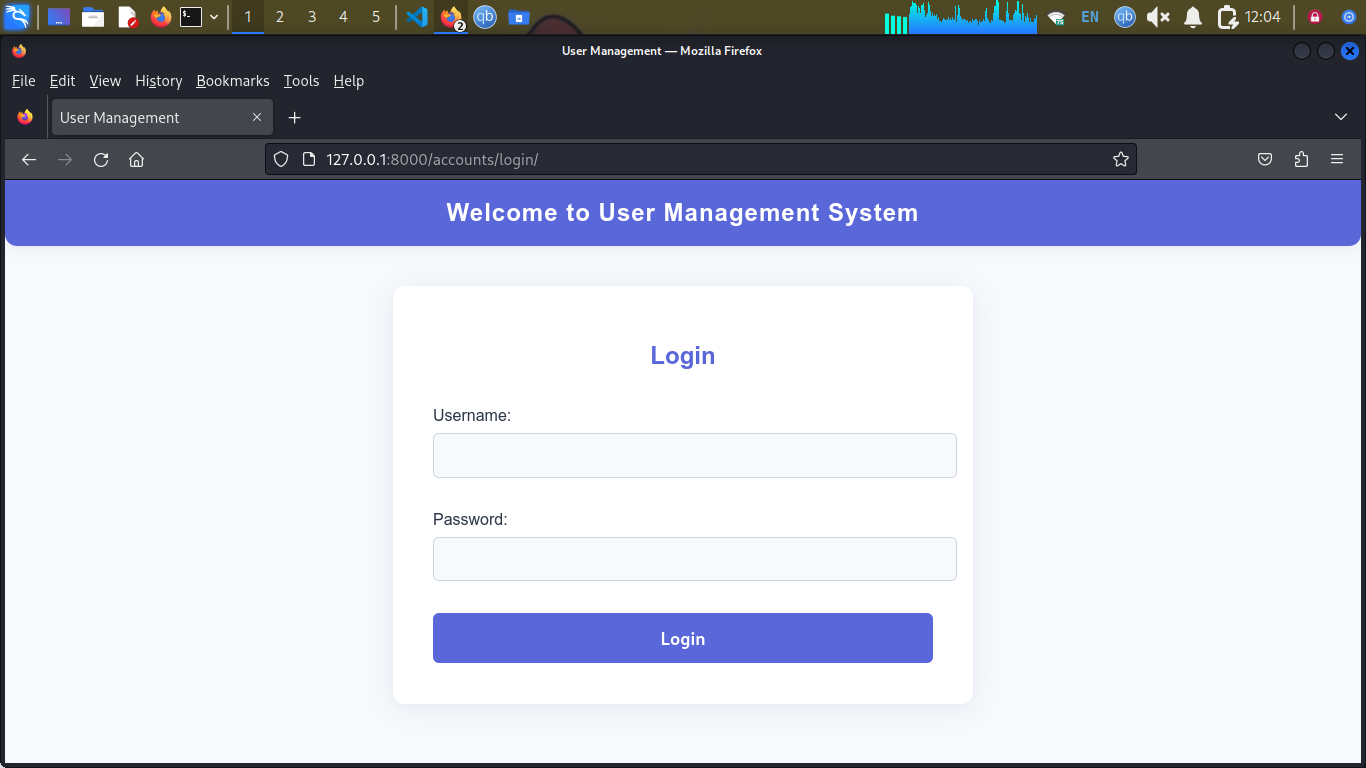 1 2 3 4 5 2 qb EN qb 12:04
User Management — Mozilla Firefox
File Edit View History Bookmarks Tools Help
User Management
127.0.0.1:8000/accounts/login/
Welcome to User Management System
Login
Username:
Password:
Login